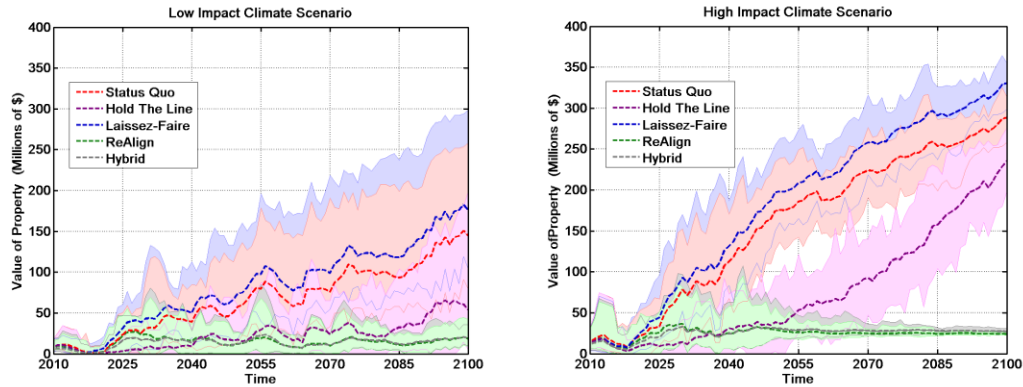 Low Impact Climate Scenario
Value of Property (Millions of $)
400
350
300
250
200
150
100
50
0
Status Quo
Hold The Line
Laissez-Faire
ReAlign
Hybrid
2010 2025 2040 2055 2070 2085 2100
Time
High Impact Climate Scenario
Value ofProperty (Millions of $)
400
350
300
250
200
150
100
50
0
Status Quo
Hold The Line
Laissez-Faire
ReAlign
Hybrid
2010 2025 2040 2055 2070 2085 2100
Time